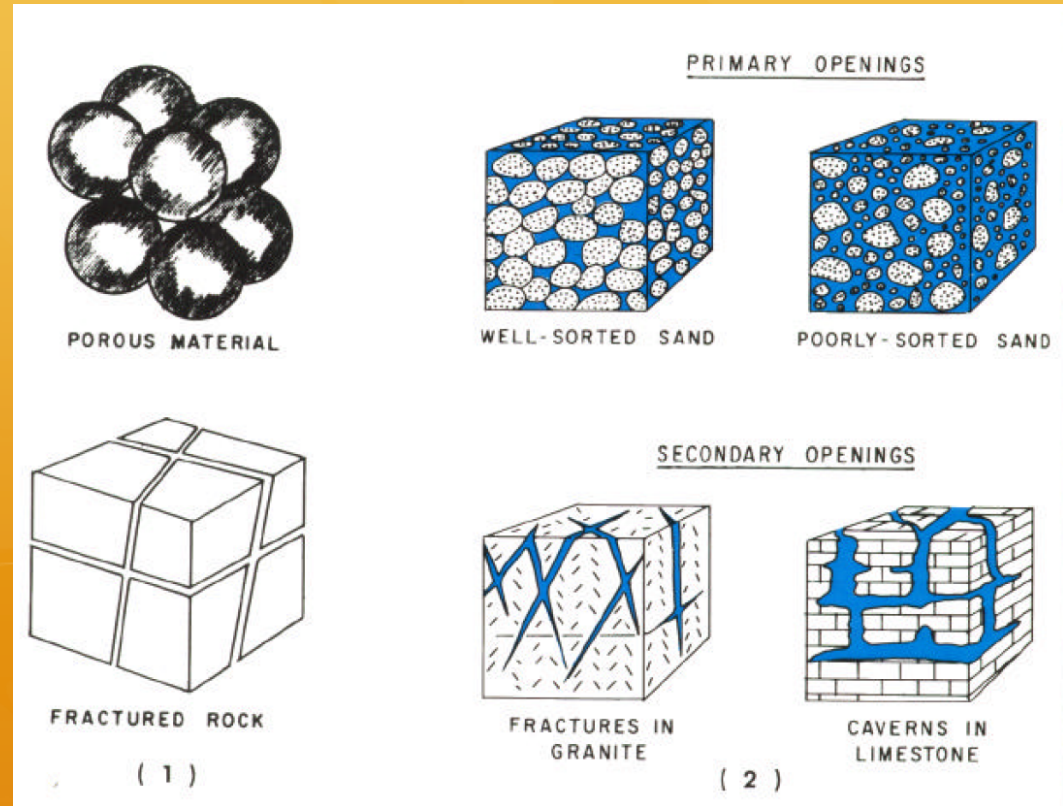 POROUS MATERIAL
FRACTURED ROCK
( 1 )
PRIMARY OPENINGS
WELL-SORTED SAND
POORLY-SORTED SAND
SECONDARY OPENINGS
FRACTURES IN
GRANITE
CAVERNS IN
LIMESTONE
( 2 )